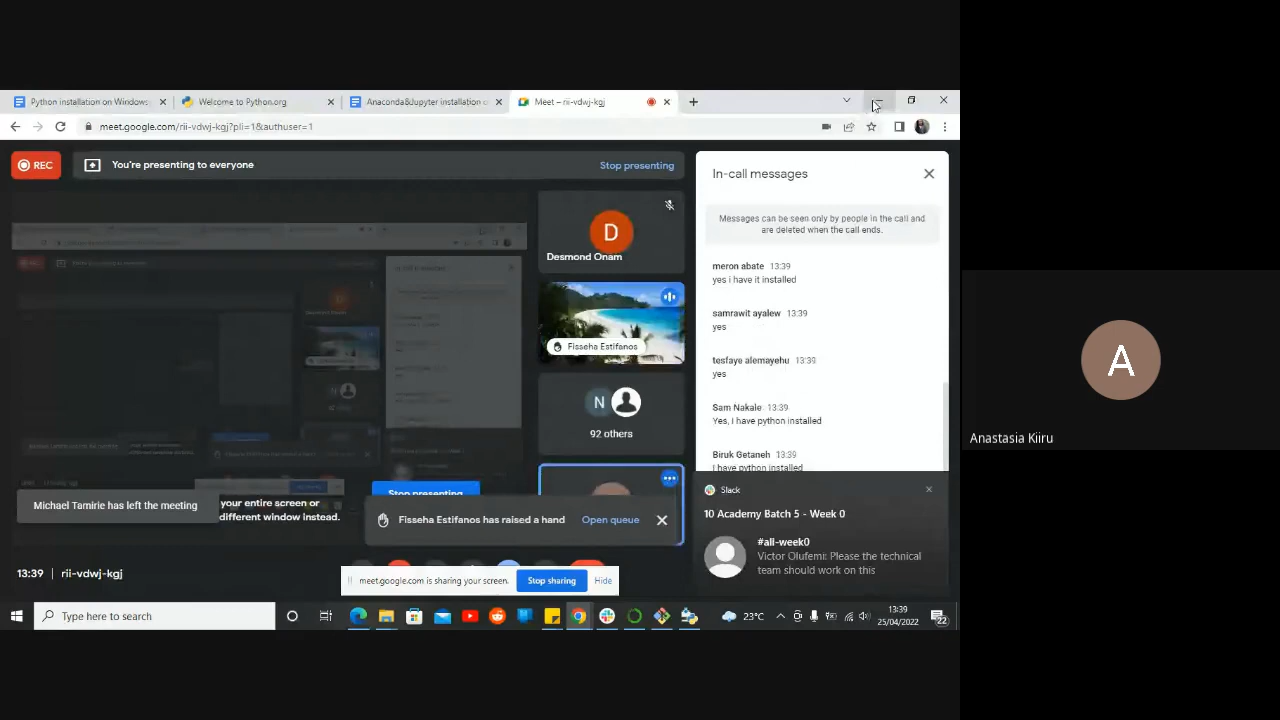 Python installation on Windows
Welcome to Python.org
Anaconda&Jupyter installation o
Meet – rii-vdwj-kgj
meet.google.com/rii-vdwj-kgj?pli=1&authuser=1
REC
You're presenting to everyone
Stop presenting
D
Desmond Onam
Fisseha Estifanos
N
92 others
In-call messages
Messages can be seen only by people in the call and
are deleted when the call ends.
meron abate 13:39
yes i have it installed
samrawit ayalew 13:39
yes
tesfaye alemayehu 13:39
yes
Sam Nakale 13:39
Yes, i have python installed
Biruk Getaneh 13:39
I have python installed
Stop presenting
Michael Tamirie has left the meeting
your entire screen or
different window instead.
Fisseha Estifanos has raised a hand
Open queue
Slack
10 Academy Batch 5 - Week 0
#all-week0
Victor Olufemi: Please the technical
team should work on this
13:39 | rii-vdwj-kgj
meet.google.com is sharing your screen.
Stop sharing
Hide
Type here to search
23°C
13:39
25/04/2022
22
A
Anastasia Kiiru